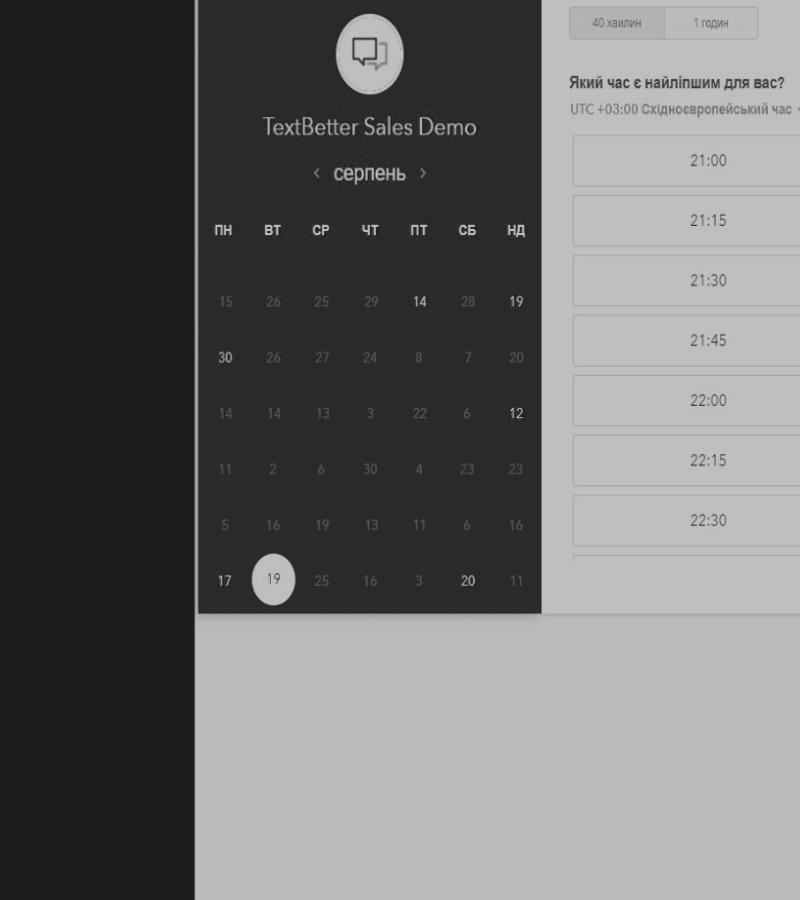 TextBetter Sales Demo
‹ серпень ›
ПН ВТ СР ЧТ ПТ СБ НД
15 26 25 29 14 28 19
30 26 27 24 8 7 20
14 14 13 3 22 6 12
11 2 6 30 4 23 23
5 16 19 13 11 6 16
17 19 25 16 3 20 11
40 хвилин 1 годин
Який час є найліпшим для вас?
UTC +03:00 Східноєвропейський час
21:00
21:15
21:30
21:45
22:00
22:15
22:30